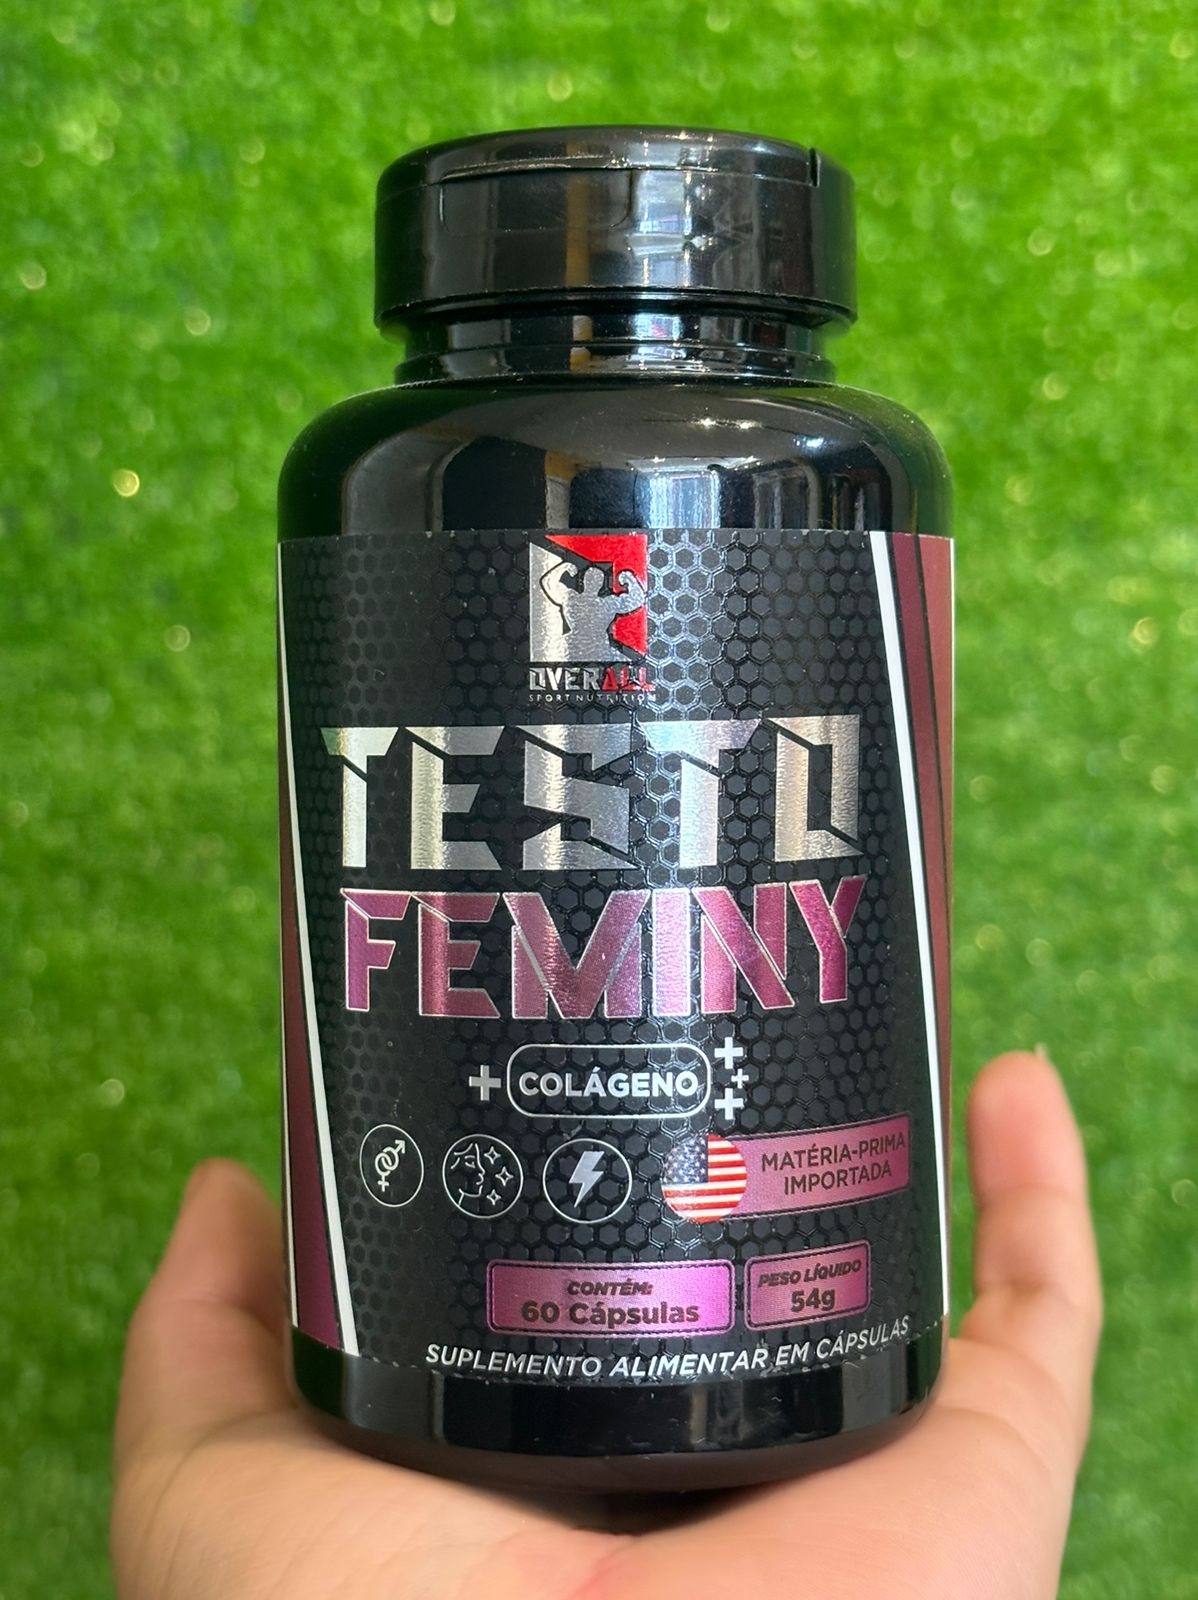 OVERALL
SPORT NUTRITION
TESTO
FEMINY
+ COLÁGENO +++
MATÉRIA-PRIMA
IMPORTADA
CONTÉM:
60 Cápsulas
PESO LÍQUIDO
54g
SUPLEMENTO ALIMENTAR EM CÁPSULAS